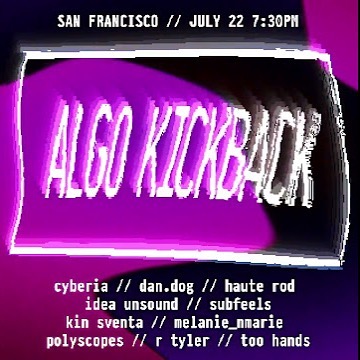 SAN FRANCISCO // JULY 22 7:30PM
ALGO KICKBACK
cyberia // dan.dog // haute rod
idea unsound // subfeels
kin sventa // melanie_nmarie
polyscopes // r tyler // too hands